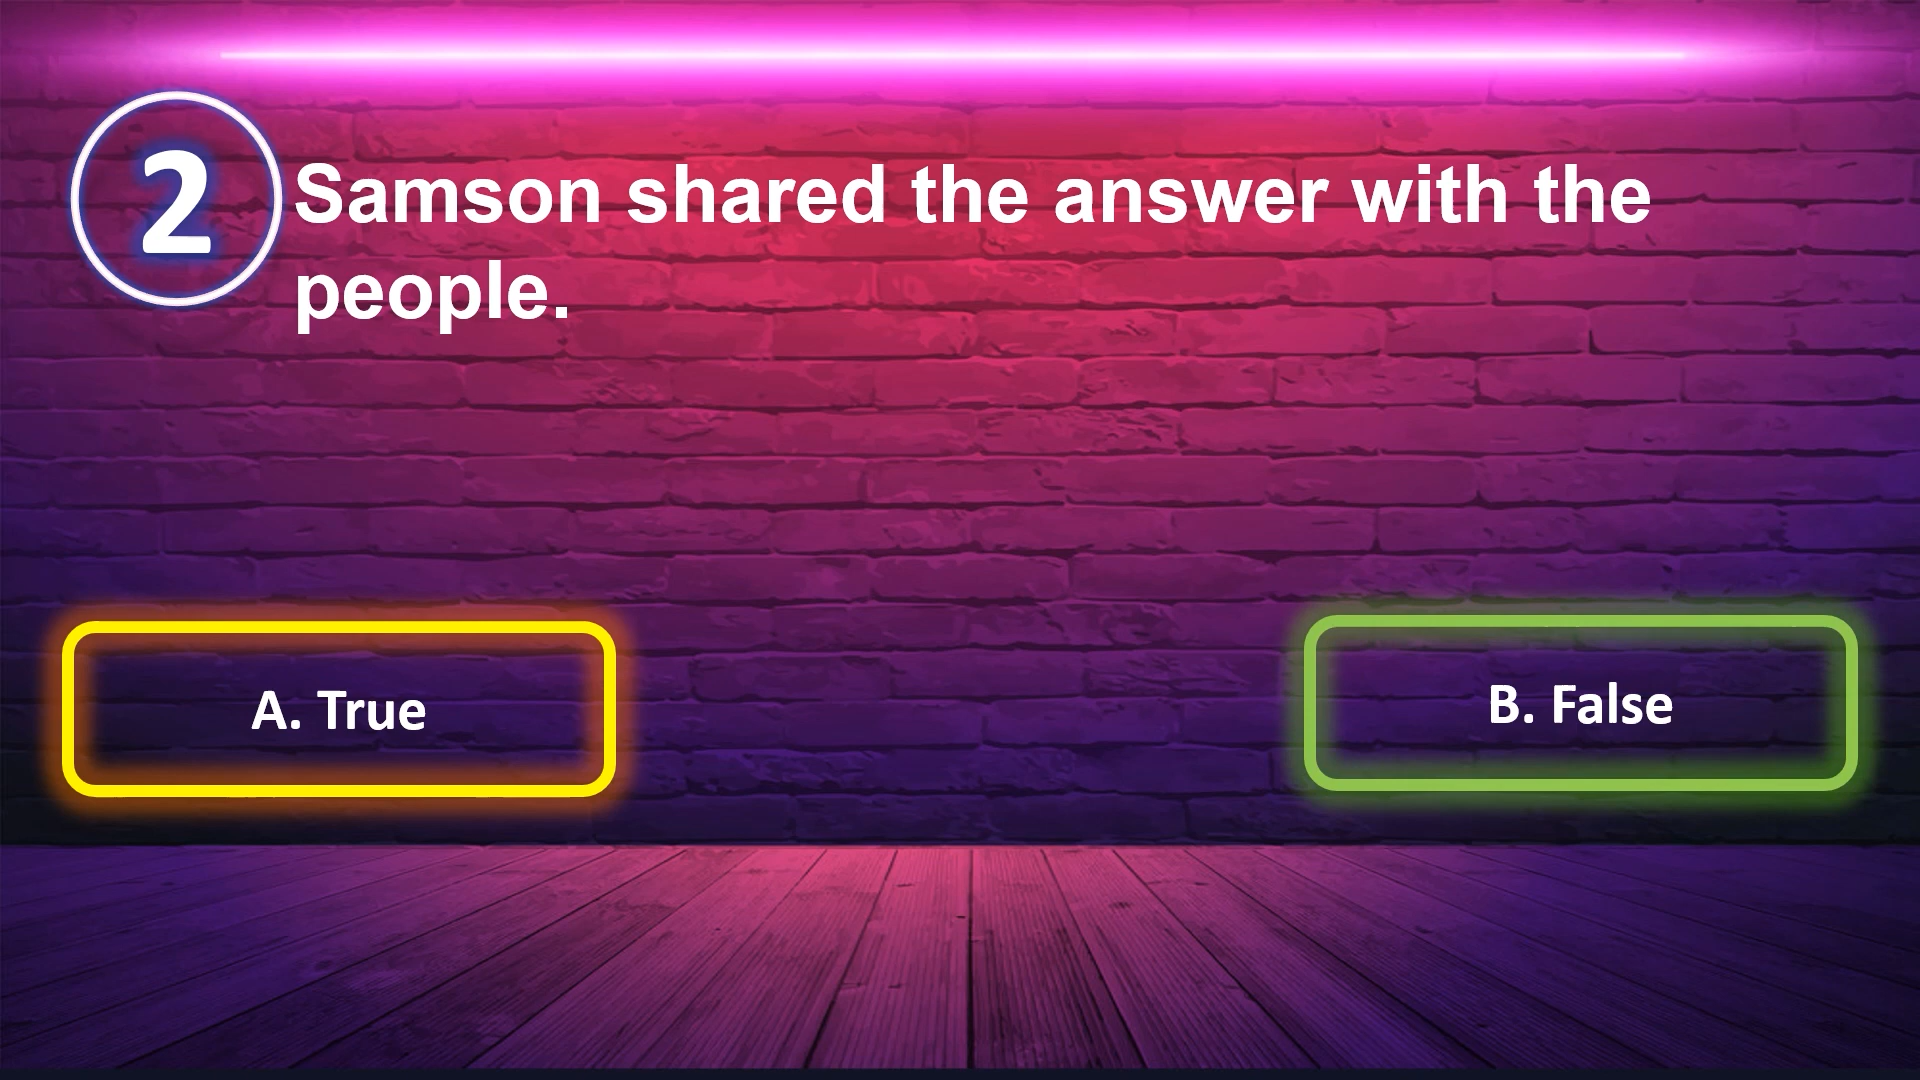 2
Samson shared the answer with the
people.
A. True
B. False